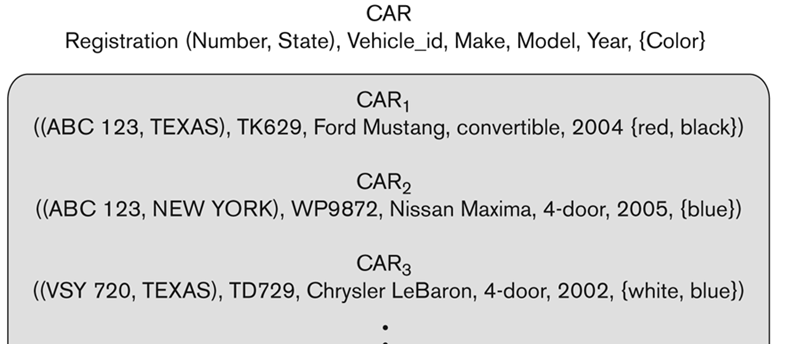 CAR
Registration (Number, State), Vehicle_id, Make, Model, Year, {Color}
CAR₁
((ABC 123, TEXAS), TK629, Ford Mustang, convertible, 2004 {red, black})
CAR₂
((ABC 123, NEW YORK), WP9872, Nissan Maxima, 4-door, 2005, {blue})
CAR₃
((VSY 720, TEXAS), TD729, Chrysler LeBaron, 4-door, 2002, {white, blue})